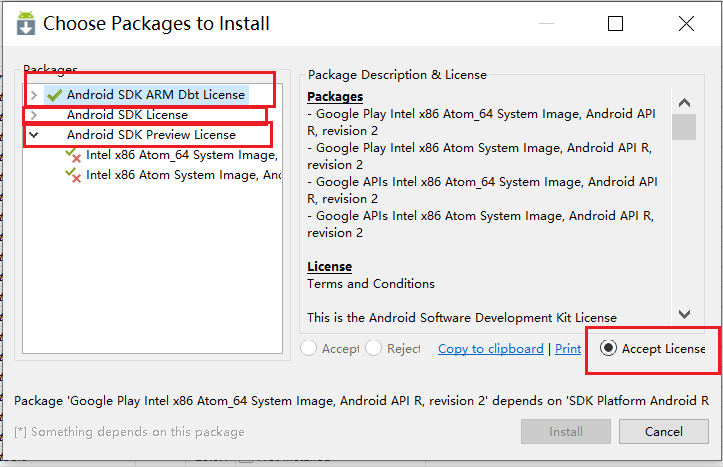 Choose Packages to Install
Packages
Android SDK ARM Dbt License
Android SDK License
Android SDK Preview License
Intel x86 Atom_64 System Image,
Intel x86 Atom System Image, And
Package Description & License
Packages
- Google Play Intel x86 Atom_64 System Image, Android API
R, revision 2
- Google Play Intel x86 Atom System Image, Android API R,
revision 2
- Google APIs Intel x86 Atom_64 System Image, Android API
R, revision 2
- Google APIs Intel x86 Atom System Image, Android API R,
revision 2
License
Terms and Conditions
This is the Android Software Development Kit License
Accept Reject Copy to clipboard | Print Accept License
Package 'Google Play Intel x86 Atom_64 System Image, Android API R, revision 2' depends on 'SDK Platform Android R
[*] Something depends on this package
Install Cancel